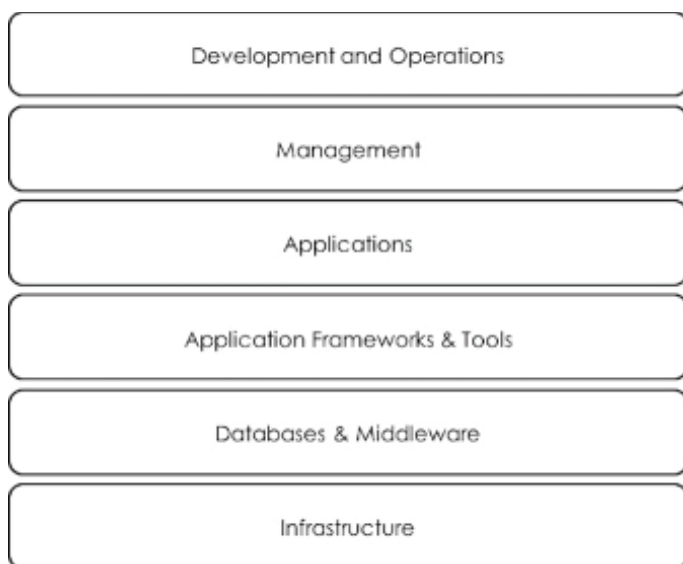 Development and Operations
Management
Applications
Application Frameworks & Tools
Databases & Middleware
Infrastructure